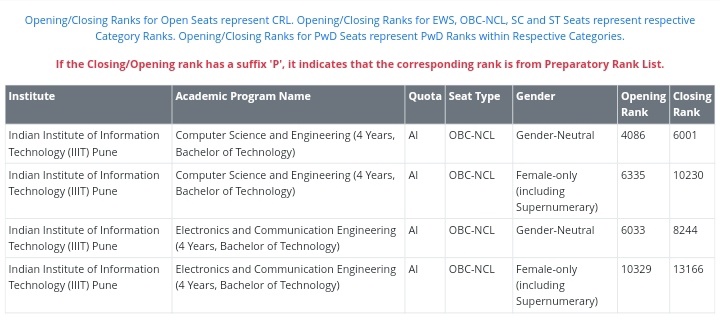 Opening/Closing Ranks for Open Seats represent CRL. Opening/Closing Ranks for EWS, OBC-NCL, SC and ST Seats represent respective
Category Ranks. Opening/Closing Ranks for PwD Seats represent PwD Ranks within Respective Categories.
If the Closing/Opening rank has a suffix 'P', it indicates that the corresponding rank is from Preparatory Rank List.
Institute Academic Program Name Quota Seat Type Gender Opening Closing
Rank Rank
Indian Institute of Information Computer Science and Engineering (4 Years, AI OBC-NCL Gender-Neutral 4086 6001
Technology (IIIT) Pune Bachelor of Technology)
Indian Institute of Information Computer Science and Engineering (4 Years, AI OBC-NCL Female-only 6335 10230
Technology (IIIT) Pune Bachelor of Technology) (including
Supernumerary)
Indian Institute of Information Electronics and Communication Engineering AI OBC-NCL Gender-Neutral 6033 8244
Technology (IIIT) Pune (4 Years, Bachelor of Technology)
Indian Institute of Information Electronics and Communication Engineering AI OBC-NCL Female-only 10329 13166
Technology (IIIT) Pune (4 Years, Bachelor of Technology) (including
Supernumerary)